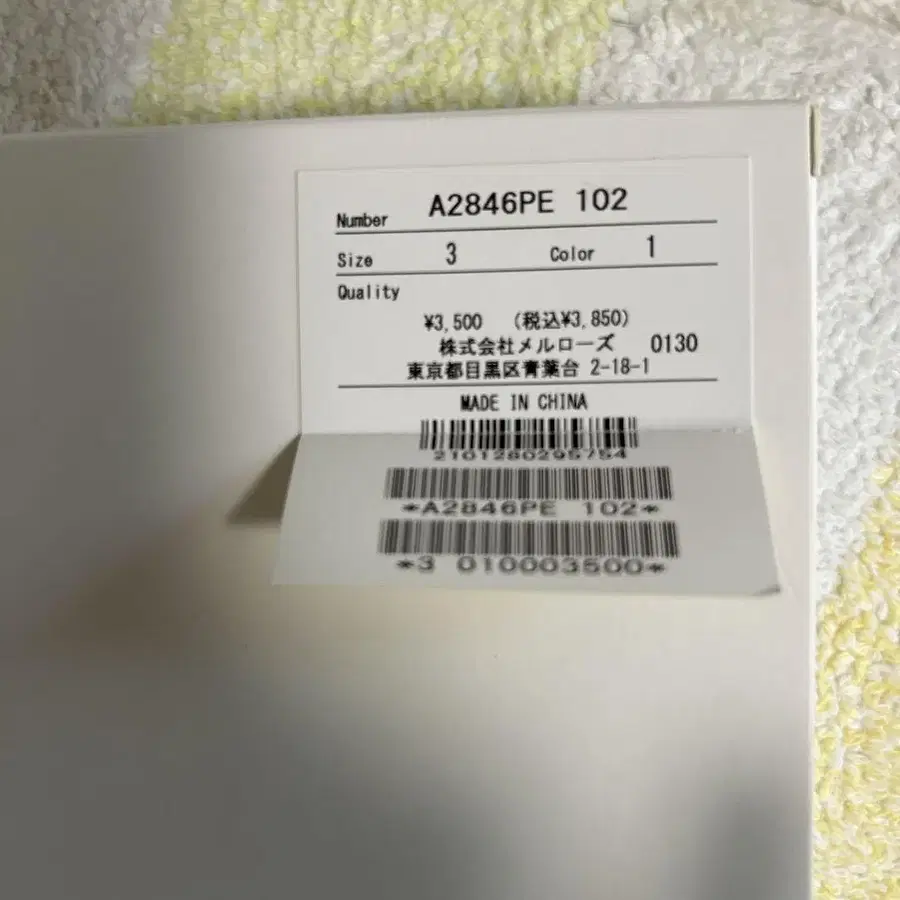 Number A2846PE 102
Size 3 Color 1
Quality
¥3,500 (税込¥3,850)
株式会社メルローズ 0130
東京都目黒区青葉台 2-18-1
MADE IN CHINA
2101280295754
*A2846PE 102*
*3 010003500*